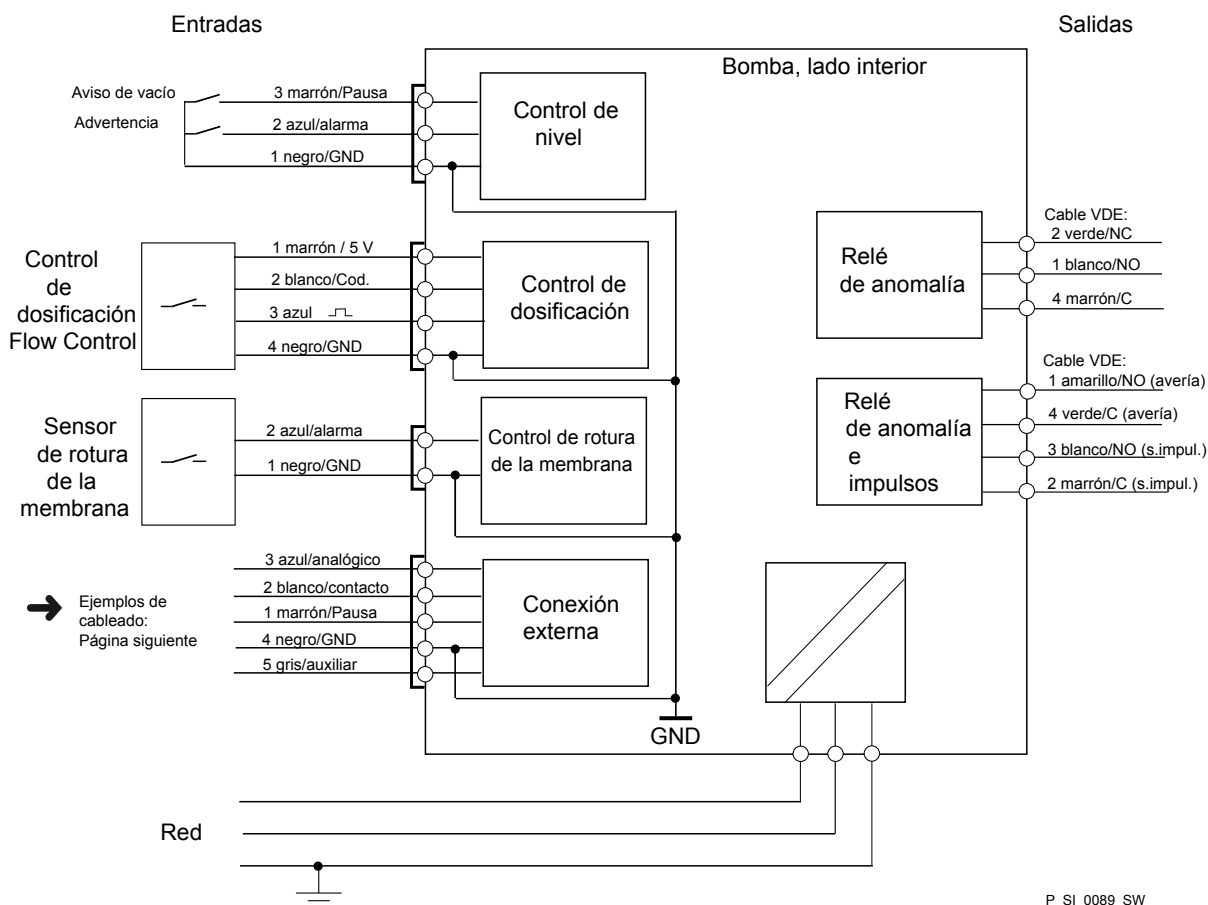 Entradas
Salidas
Bomba, lado interior
Aviso de vacío
Advertencia
3 marrón/Pausa
2 azul/alarma
1 negro/GND
Control de
nivel
Control
de
dosificación
Flow Control
1 marrón / 5 V
2 blanco/Cod.
3 azul
4 negro/GND
Control de
dosificación
Sensor
de rotura
de la
membrana
2 azul/alarma
1 negro/GND
Control de rotura
de la membrana
Ejemplos de
cableado:
Página siguiente
3 azul/analógico
2 blanco/contacto
1 marrón/Pausa
4 negro/GND
5 gris/auxiliar
Conexión
externa
GND
Relé
de anomalía
Cable VDE:
2 verde/NC
1 blanco/NO
4 marrón/C
Relé
de anomalía
e
impulsos
Cable VDE:
1 amarillo/NO (avería)
4 verde/C (avería)
3 blanco/NO (s.impul.)
2 marrón/C (s.impul.)
Red
P_SI_0089_SW